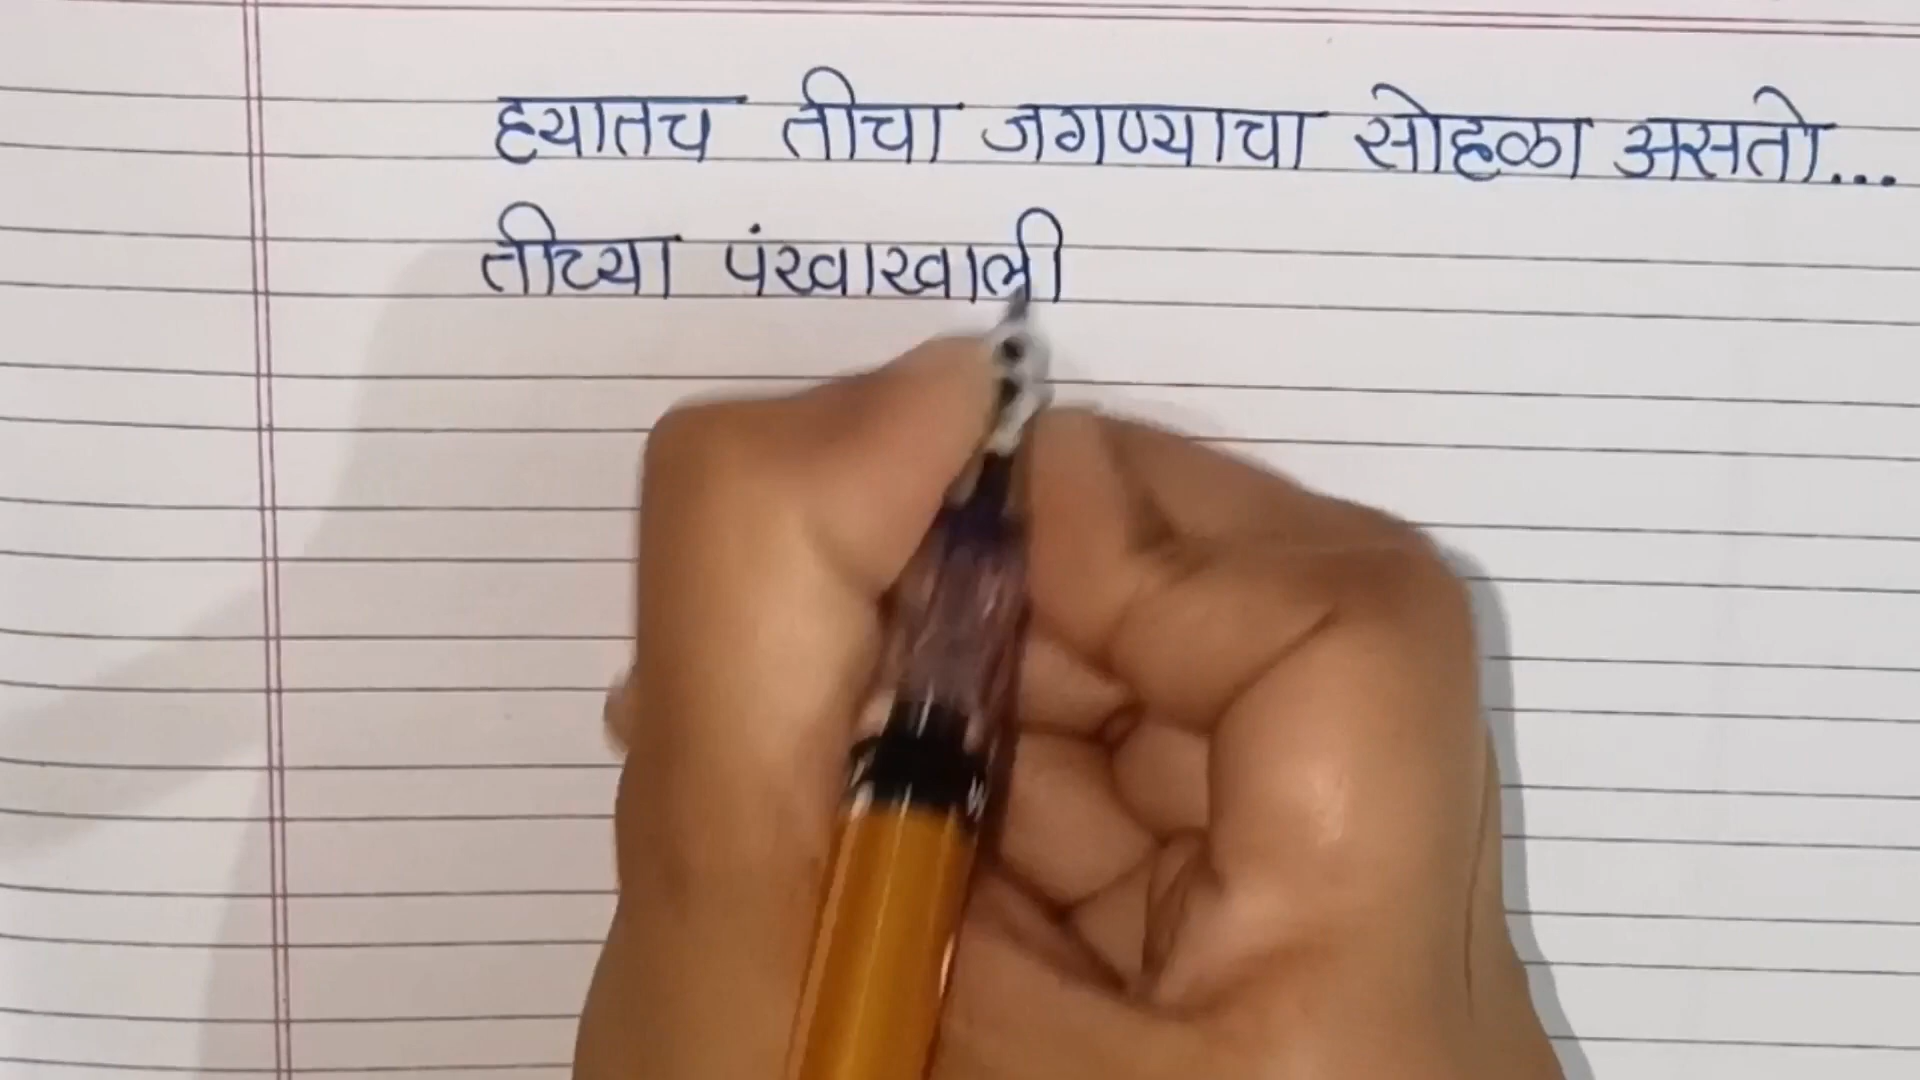 ह्यातच तीचा जगण्याचा सोहळा असतो...
तीच्या पंखाखाली